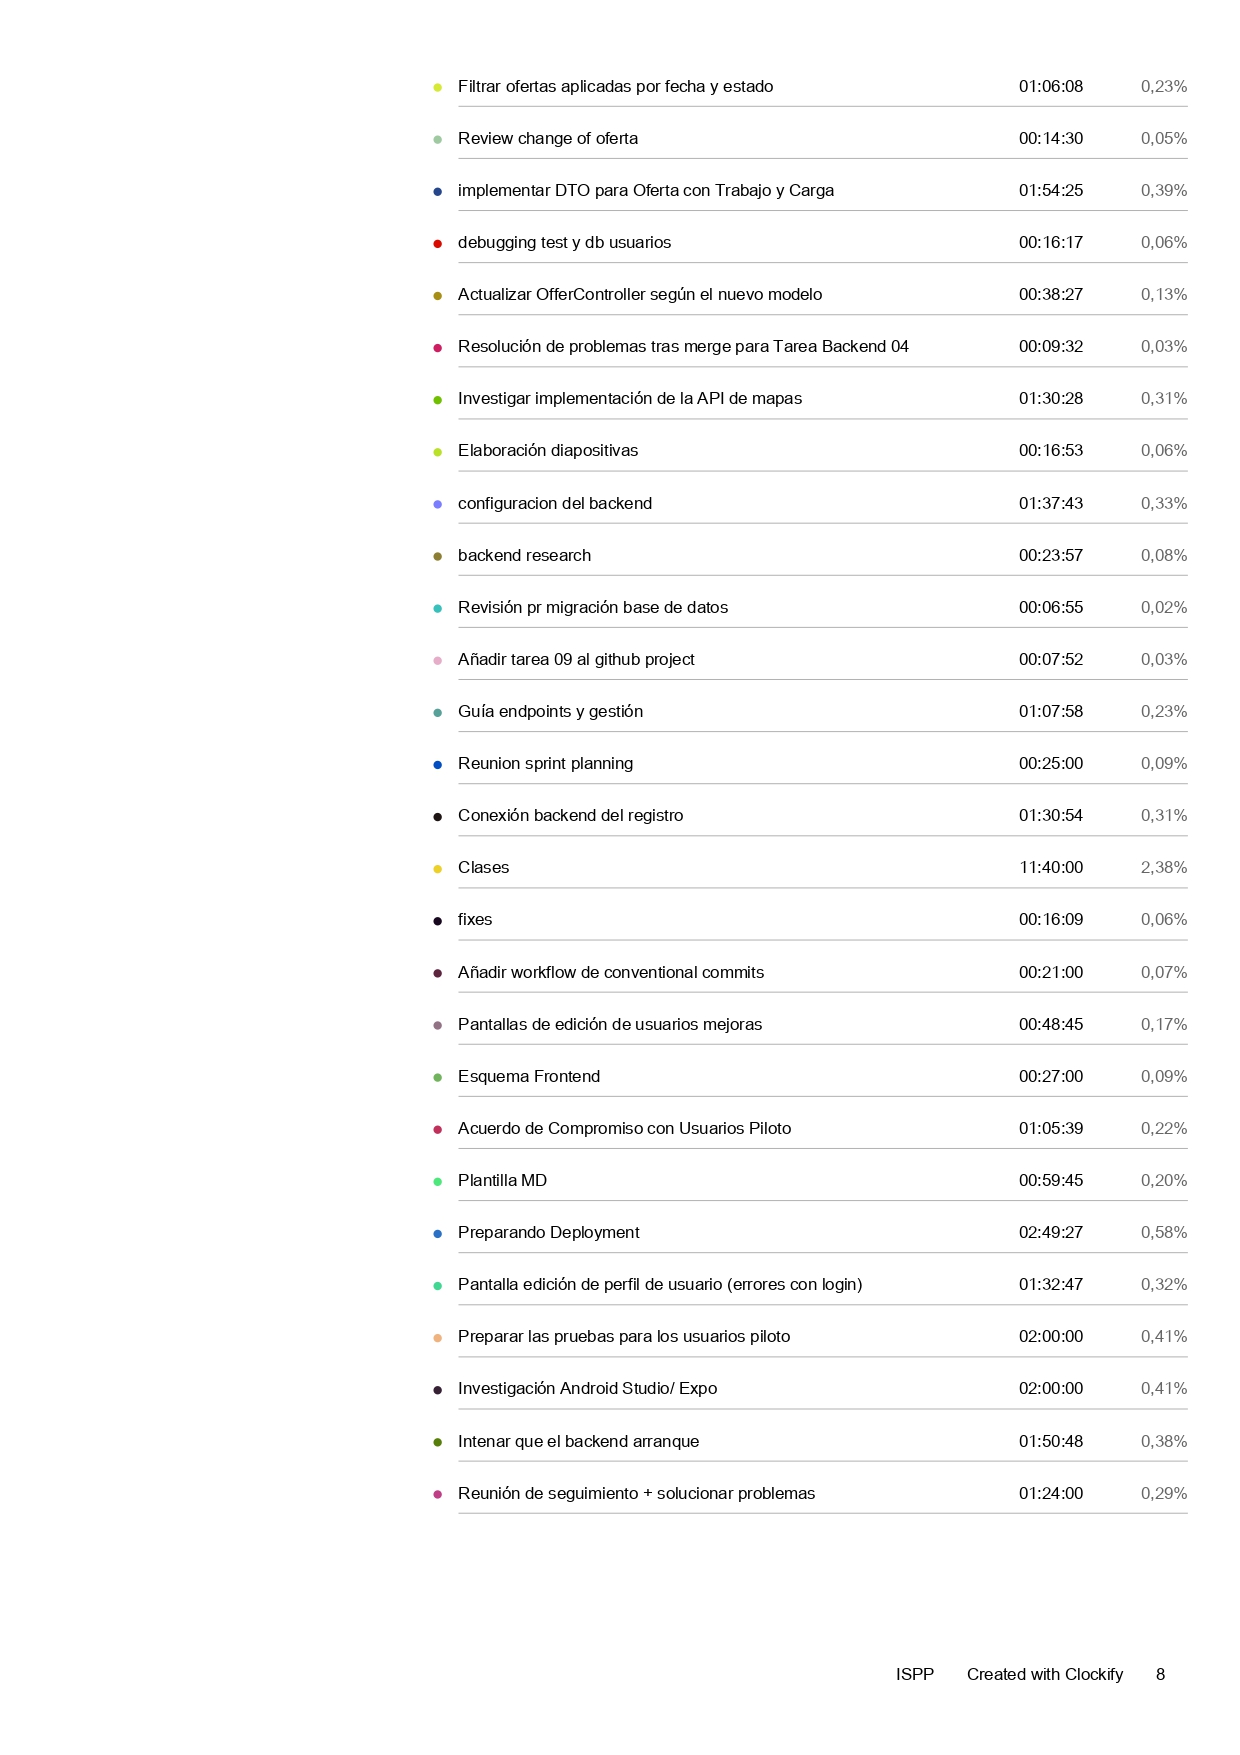 Filtrar ofertas aplicadas por fecha y estado 01:06:08 0,23%
Review change of oferta 00:14:30 0,05%
implementar DTO para Oferta con Trabajo y Carga 01:54:25 0,39%
debugging test y db usuarios 00:16:17 0,06%
Actualizar OfferController según el nuevo modelo 00:38:27 0,13%
Resolución de problemas tras merge para Tarea Backend 04 00:09:32 0,03%
Investigar implementación de la API de mapas 01:30:28 0,31%
Elaboración diapositivas 00:16:53 0,06%
configuracion del backend 01:37:43 0,33%
backend research 00:23:57 0,08%
Revisión pr migración base de datos 00:06:55 0,02%
Añadir tarea 09 al github project 00:07:52 0,03%
Guía endpoints y gestión 01:07:58 0,23%
Reunion sprint planning 00:25:00 0,09%
Conexión backend del registro 01:30:54 0,31%
Clases 11:40:00 2,38%
fixes 00:16:09 0,06%
Añadir workflow de conventional commits 00:21:00 0,07%
Pantallas de edición de usuarios mejoras 00:48:45 0,17%
Esquema Frontend 00:27:00 0,09%
Acuerdo de Compromiso con Usuarios Piloto 01:05:39 0,22%
Plantilla MD 00:59:45 0,20%
Preparando Deployment 02:49:27 0,58%
Pantalla edición de perfil de usuario (errores con login) 01:32:47 0,32%
Preparar las pruebas para los usuarios piloto 02:00:00 0,41%
Investigación Android Studio/ Expo 02:00:00 0,41%
Intenar que el backend arranque 01:50:48 0,38%
Reunión de seguimiento + solucionar problemas 01:24:00 0,29%
ISPP Created with Clockify 8